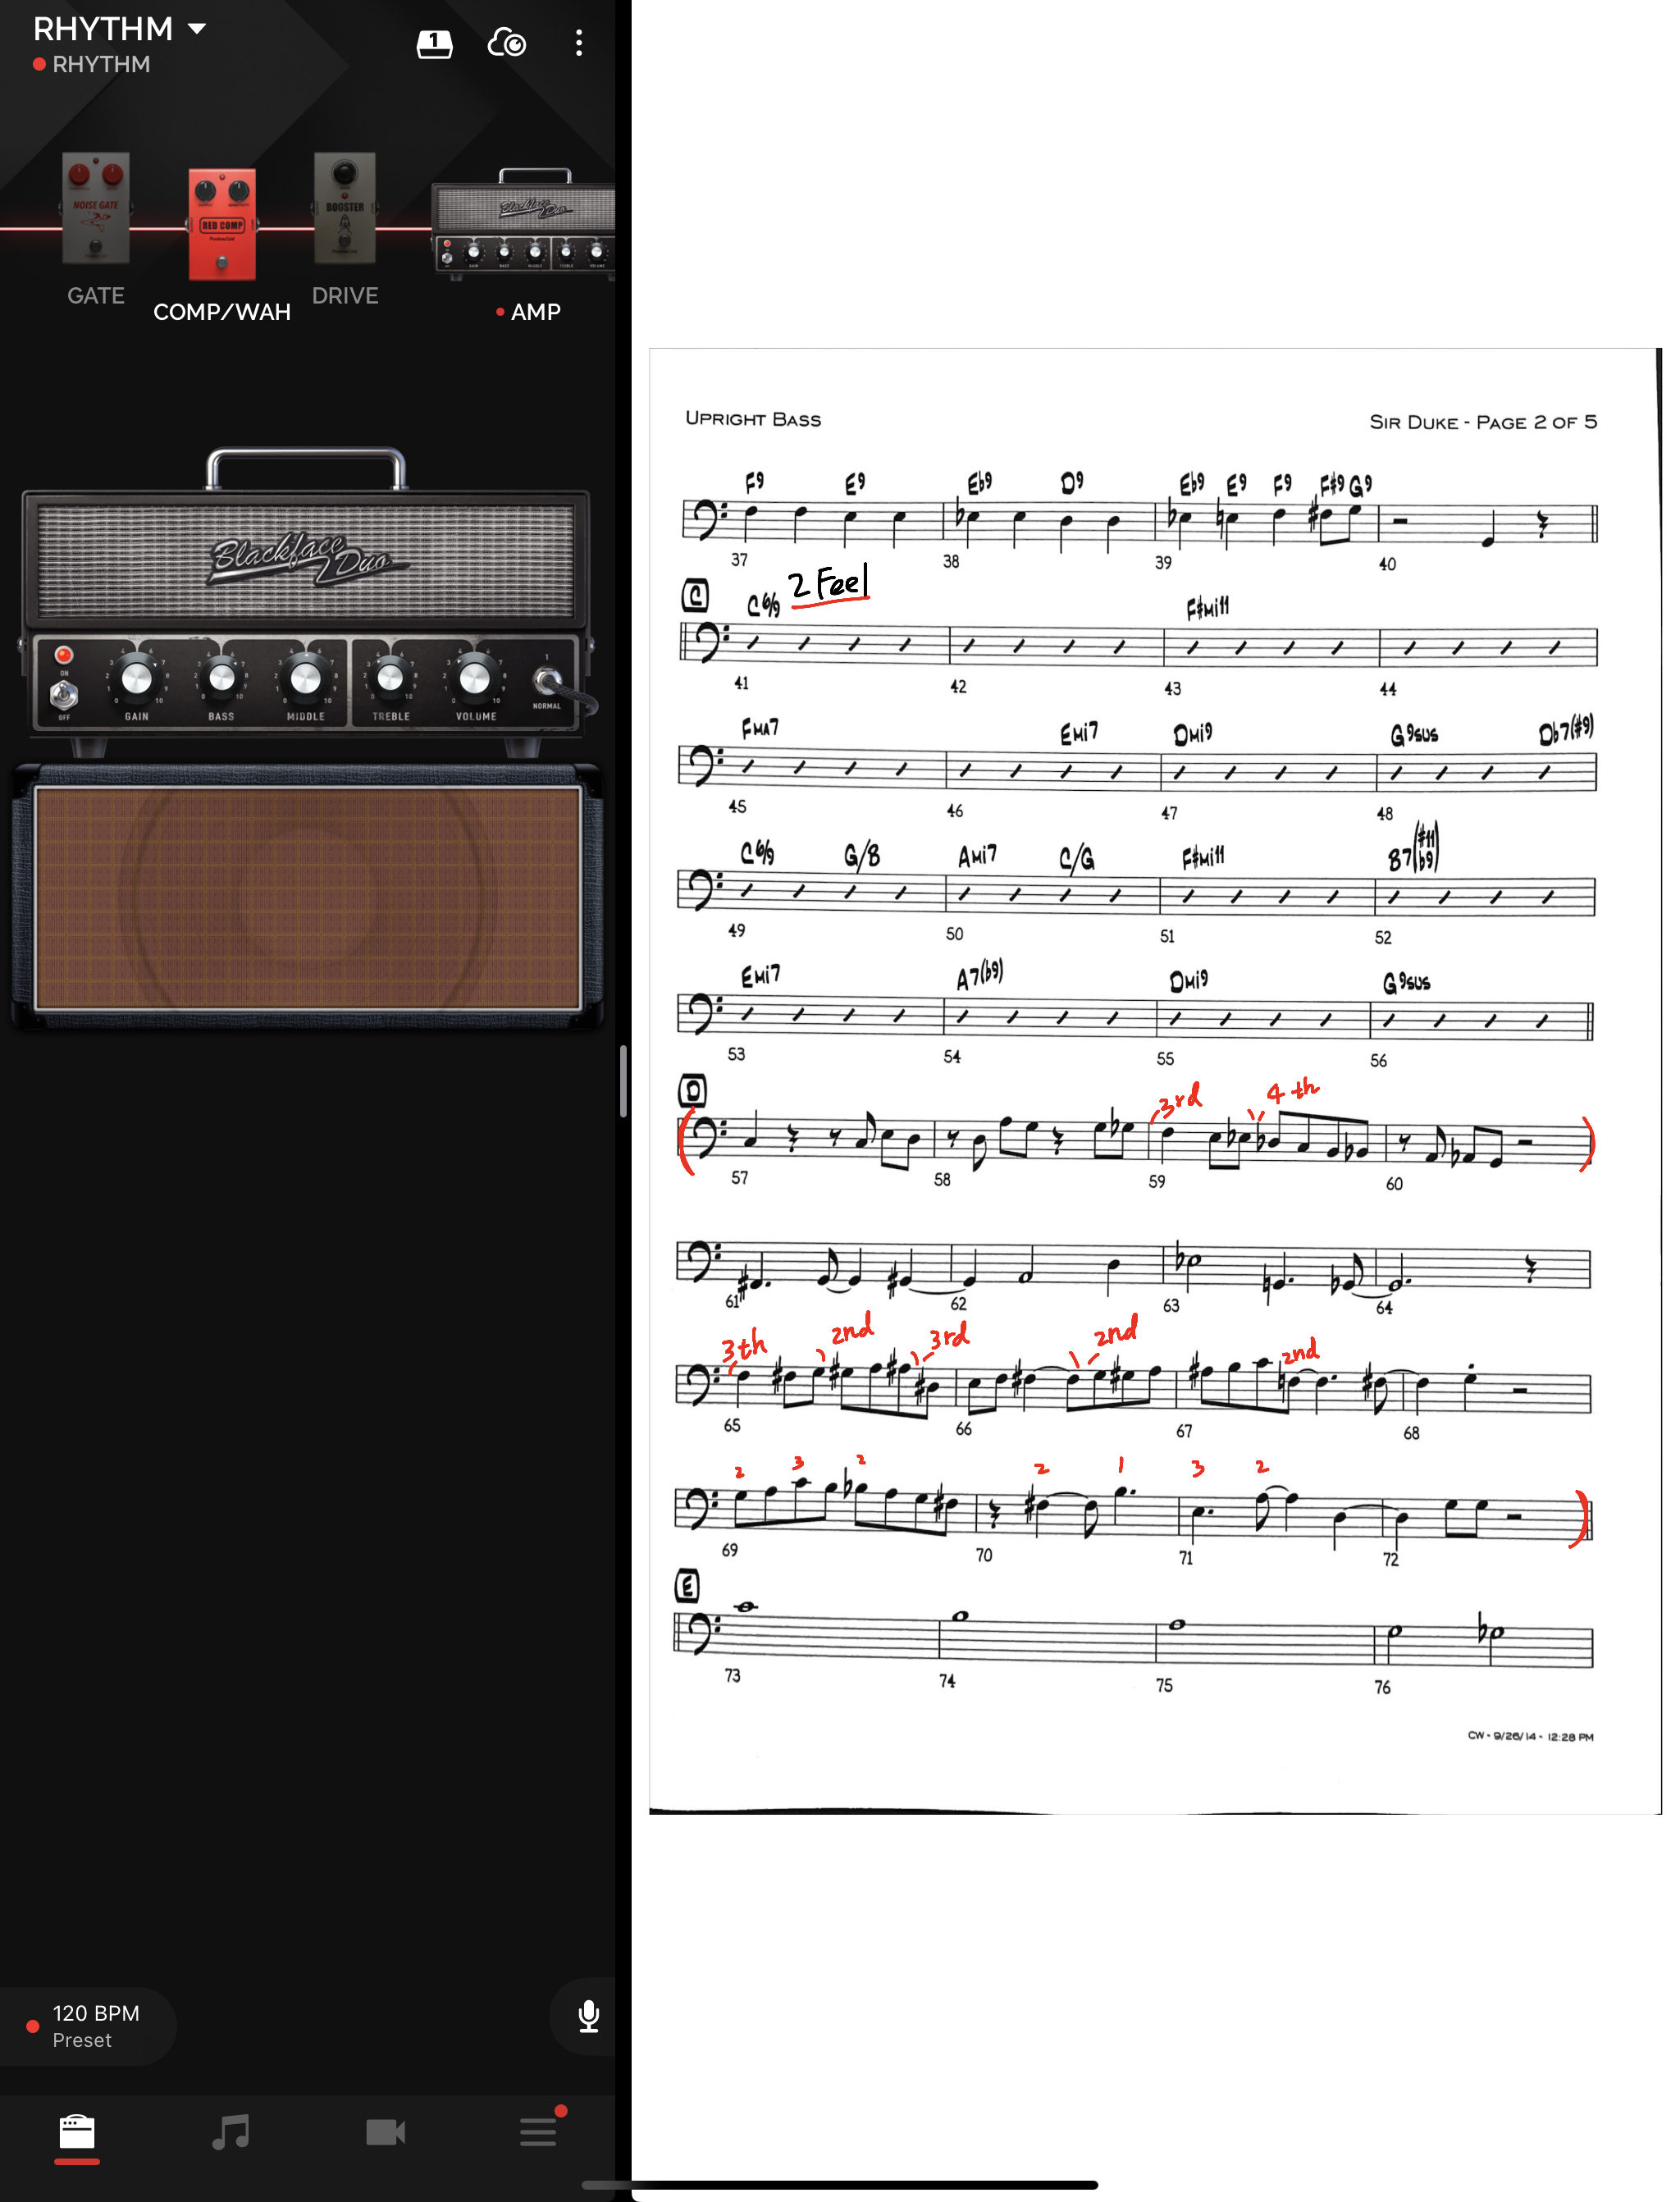 RHYTHM
RHYTHM
1
NOISE GATE
RED COMP
BOOSTER
Blackface Duo
GATE
COMP/WAH
DRIVE
AMP
Blackface Duo
ON
OFF
GAIN
BASS
MIDDLE
TREBLE
VOLUME
1
NORMAL
120 BPM
Preset
UPRIGHT BASS
SIR DUKE - PAGE 2 OF 5
F9 E9 Eb9 D9 Eb9 E9 F9 F#9 G9
37 38 39 40
C
C6/9 2 Feel F#MI11
41 42 43 44
FMA7 EMI7 DMI9 G9SUS Db7(#9)
45 46 47 48
C6/9 G/B AMI7 C/G F#MI11 B7(#11 b9)
49 50 51 52
EMI7 A7(b9) DMI9 G9SUS
53 54 55 56
D
3rd 4th
57 58 59 60
61 62 63 64
3th 2nd 3rd 2nd 2nd
65 66 67 68
2 3 2 2 1 3 2
69 70 71 72
E
73 74 75 76
CW - 9/26/14 - 12:28 PM